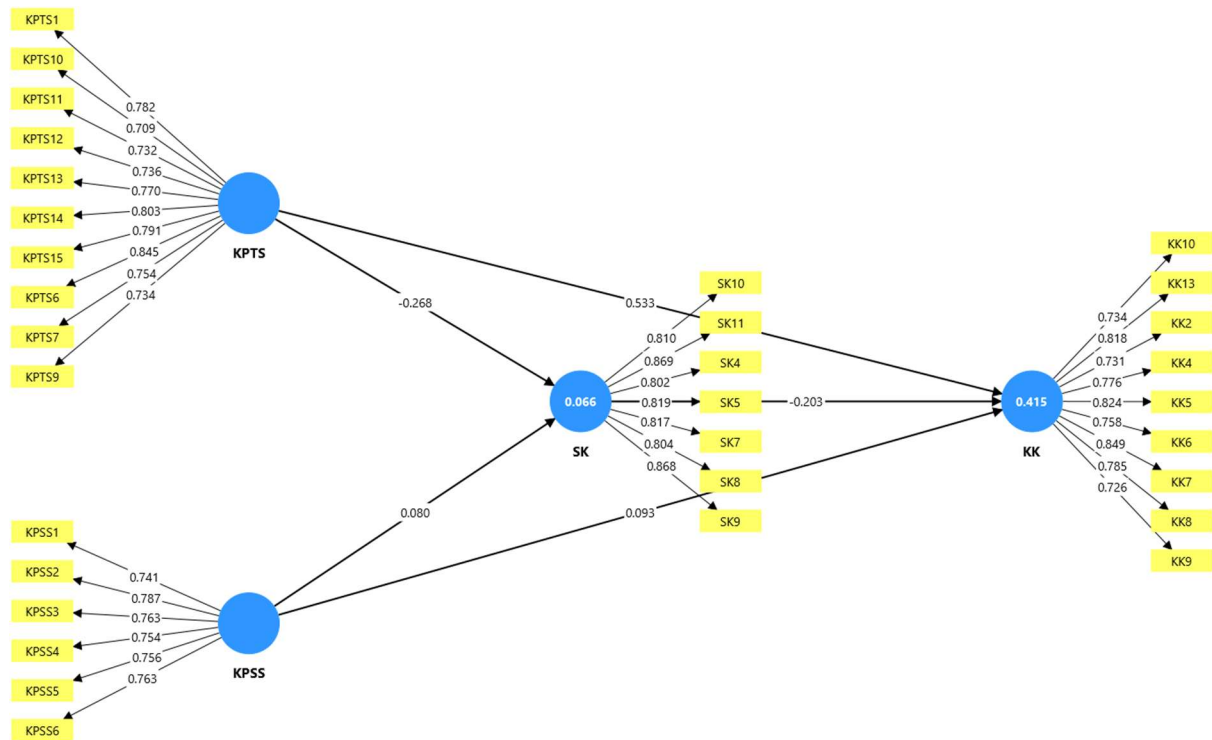 KPTS1
KPTS10
KPTS11
KPTS12
KPTS13
KPTS14
KPTS15
KPTS6
KPTS7
KPTS9
0.782
0.709
0.732
0.736
0.770
0.803
0.791
0.845
0.754
0.734
KPTS
-0.268
0.533
KPSS1
KPSS2
KPSS3
KPSS4
KPSS5
KPSS6
0.741
0.787
0.763
0.754
0.756
0.763
KPSS
0.080
0.093
0.066
SK
0.810
0.869
0.802
0.819
0.817
0.804
0.868
SK10
SK11
SK4
SK5
SK7
SK8
SK9
-0.203
0.415
KK
0.734
0.818
0.731
0.776
0.824
0.758
0.849
0.785
0.726
KK10
KK13
KK2
KK4
KK5
KK6
KK7
KK8
KK9